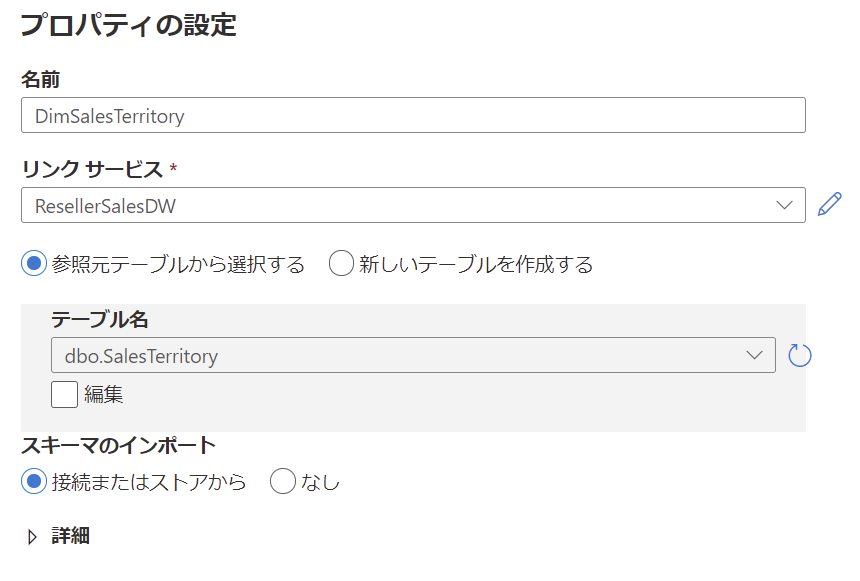 プロパティの設定
名前
DimSalesTerritory
リンク サービス *
ResellerSalesDW
参照元テーブルから選択する 新しいテーブルを作成する
テーブル名
dbo.SalesTerritory
編集
スキーマのインポート
接続またはストアから なし
詳細